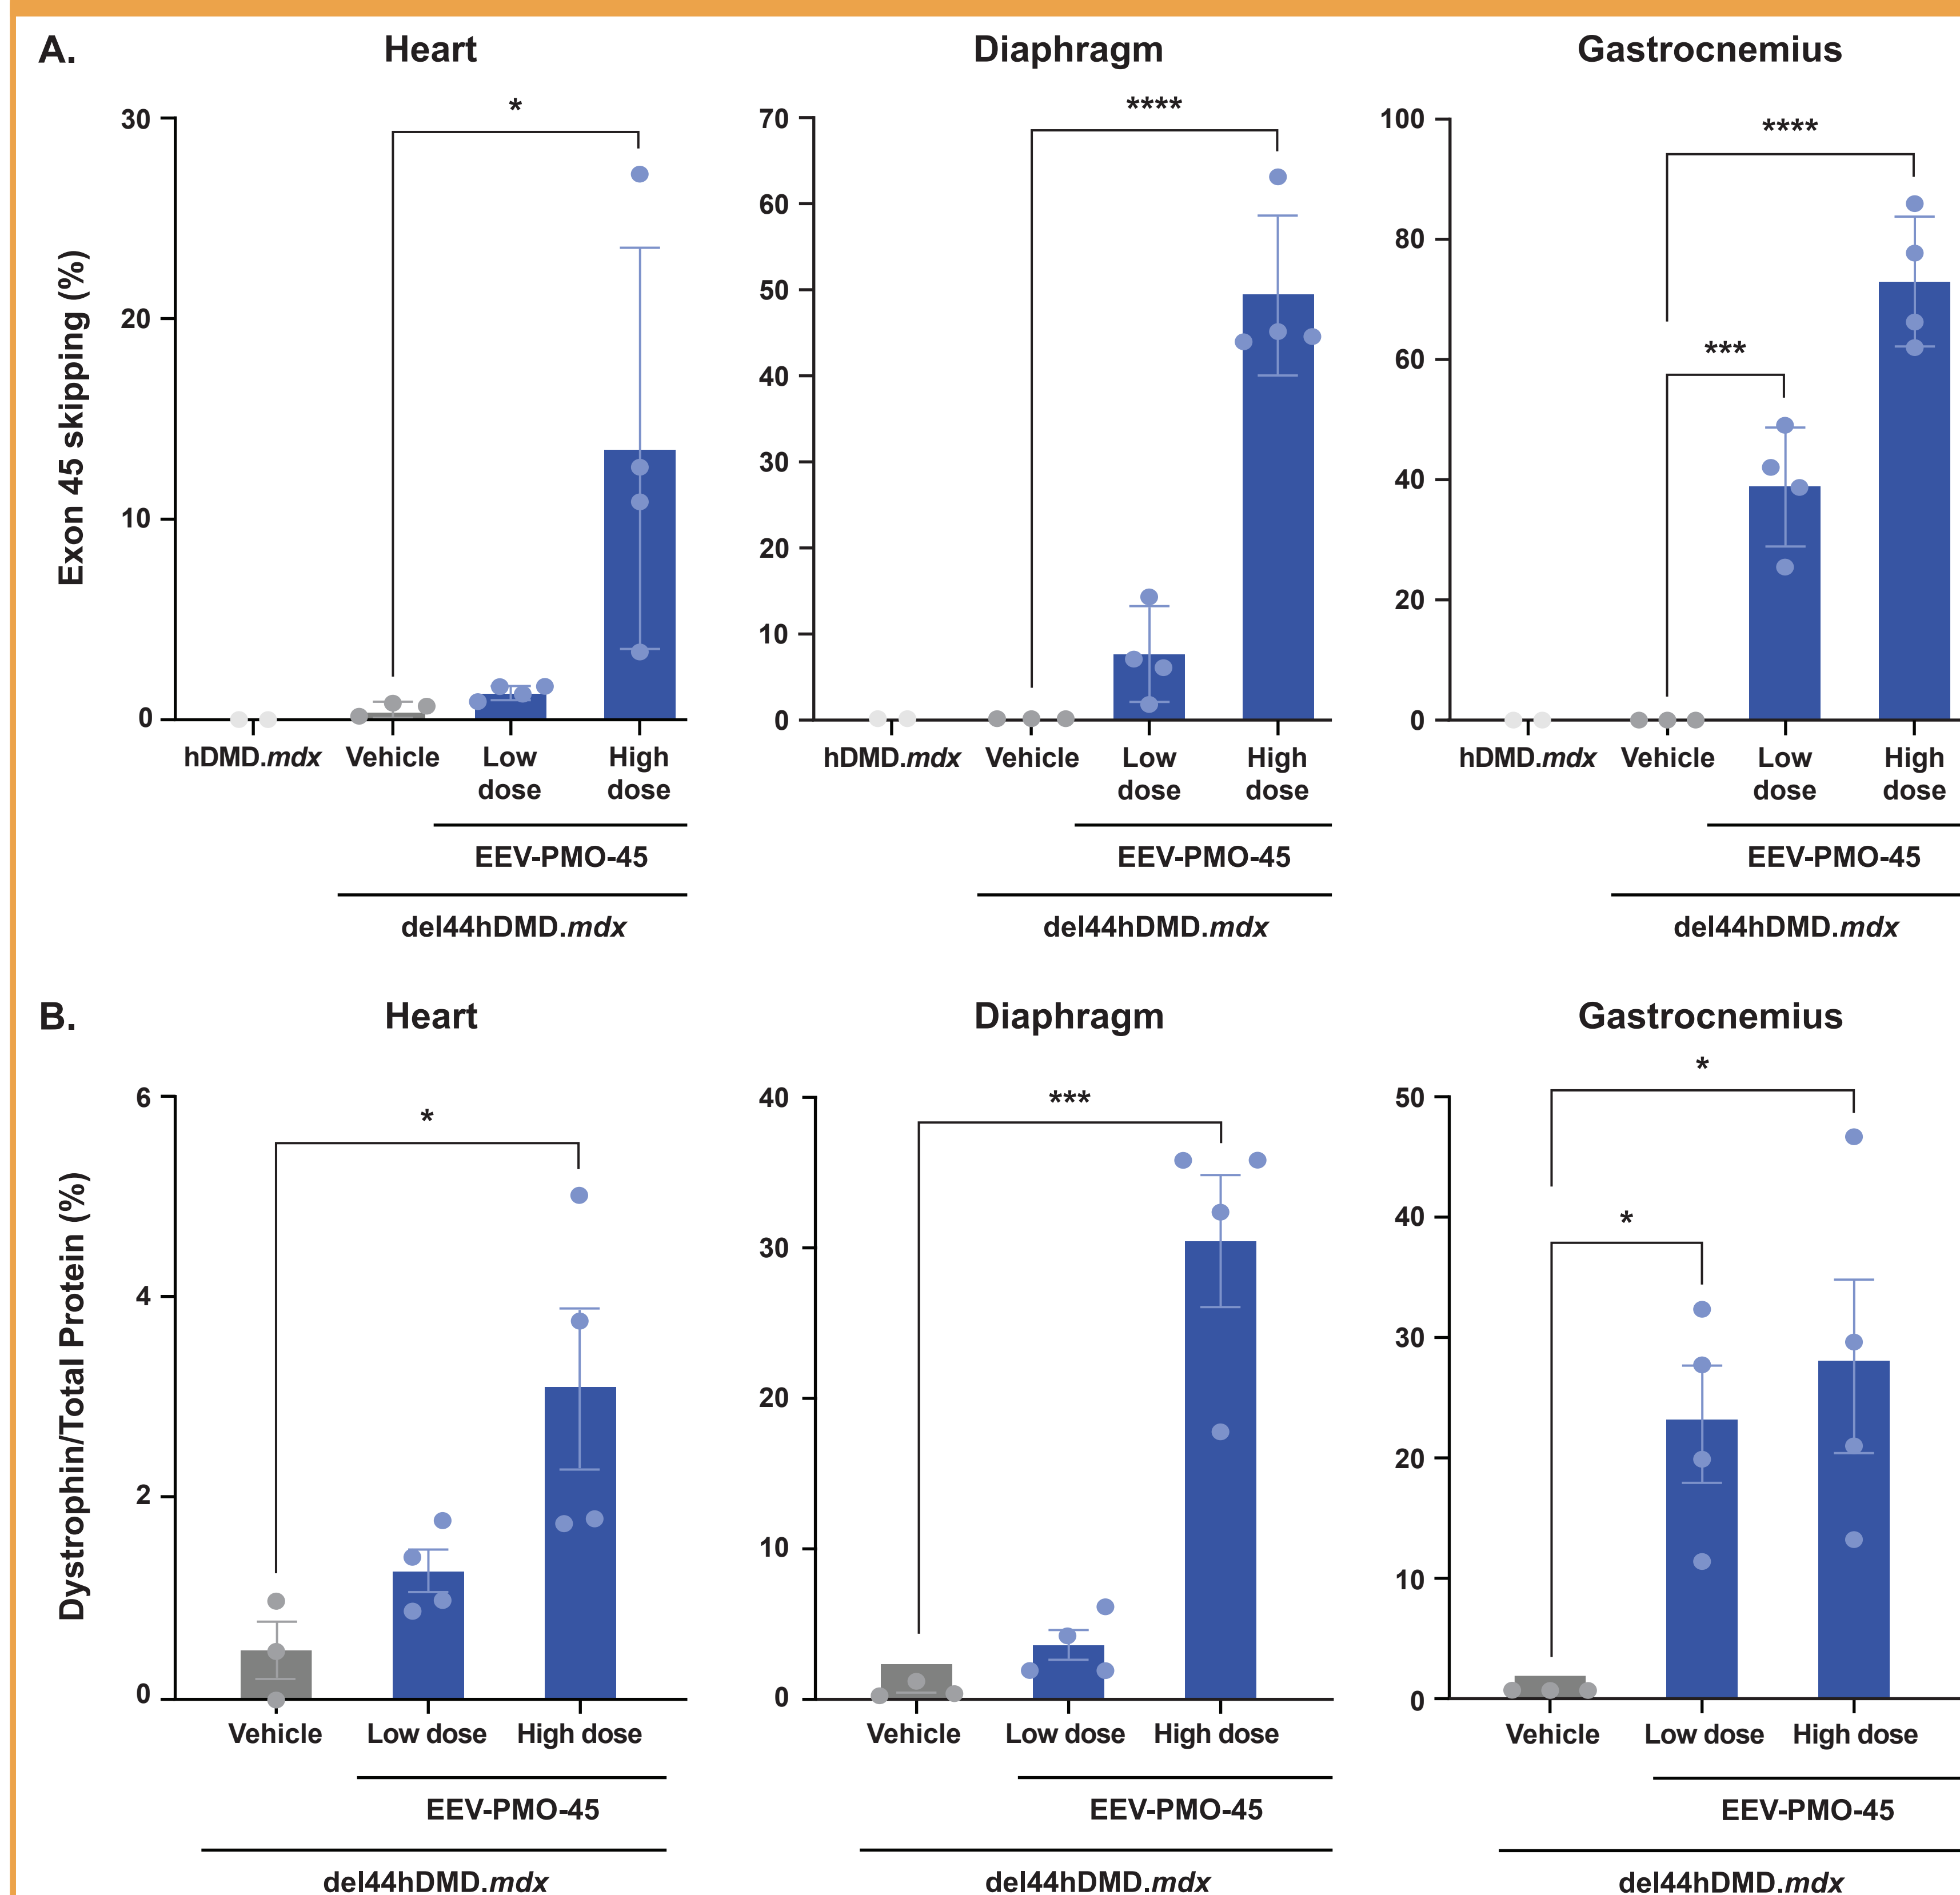 A.
Heart
Diaphragm
Gastrocnemius
Exon 45 skipping (%)
30
20
10
0
*
hDMD.mdx Vehicle Low dose High dose
EEV-PMO-45
del44hDMD.mdx
70
60
50
40
30
20
10
0
****
hDMD.mdx Vehicle Low dose High dose
EEV-PMO-45
del44hDMD.mdx
100
80
60
40
20
0
****
***
hDMD.mdx Vehicle Low dose High dose
EEV-PMO-45
del44hDMD.mdx
B.
Heart
Diaphragm
Gastrocnemius
Dystrophin/Total Protein (%)
6
4
2
0
*
Vehicle Low dose High dose
EEV-PMO-45
del44hDMD.mdx
40
30
20
10
0
***
Vehicle Low dose High dose
EEV-PMO-45
del44hDMD.mdx
50
40
30
20
10
0
*
*
Vehicle Low dose High dose
EEV-PMO-45
del44hDMD.mdx